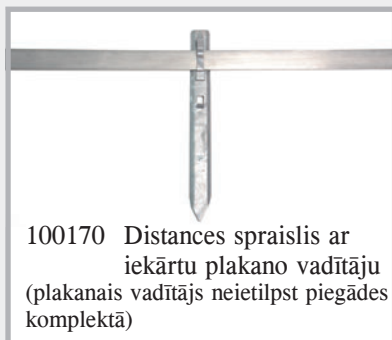 100170 Distances spraislis ar
iekārtu plakano vadītāju
(plakanais vadītājs neietilpst piegādes
komplektā)